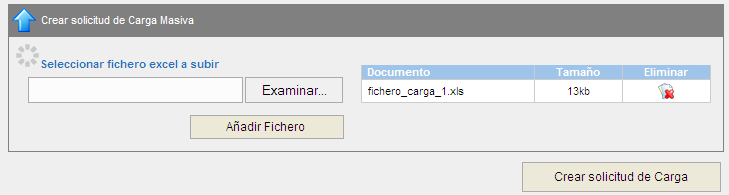 Crear solicitud de Carga Masiva
Seleccionar fichero excel a subir
Examinar...
Añadir Fichero
Documento Tamaño Eliminar
fichero_carga_1.xls 13kb
Crear solicitud de Carga